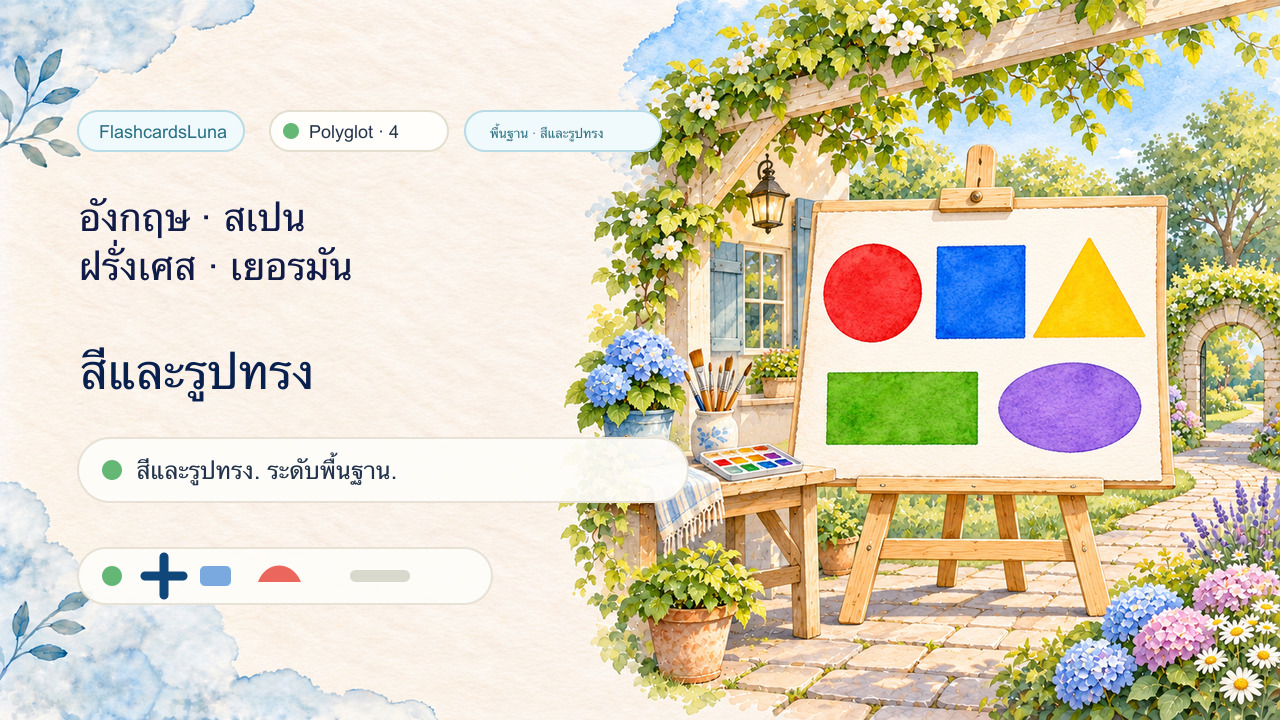 FlashcardsLuna
Polyglot · 4
พื้นฐาน · สีและรูปทรง
อังกฤษ · สเปน
ฝรั่งเศส · เยอรมัน
สีและรูปทรง
สีและรูปทรง. ระดับพื้นฐาน.